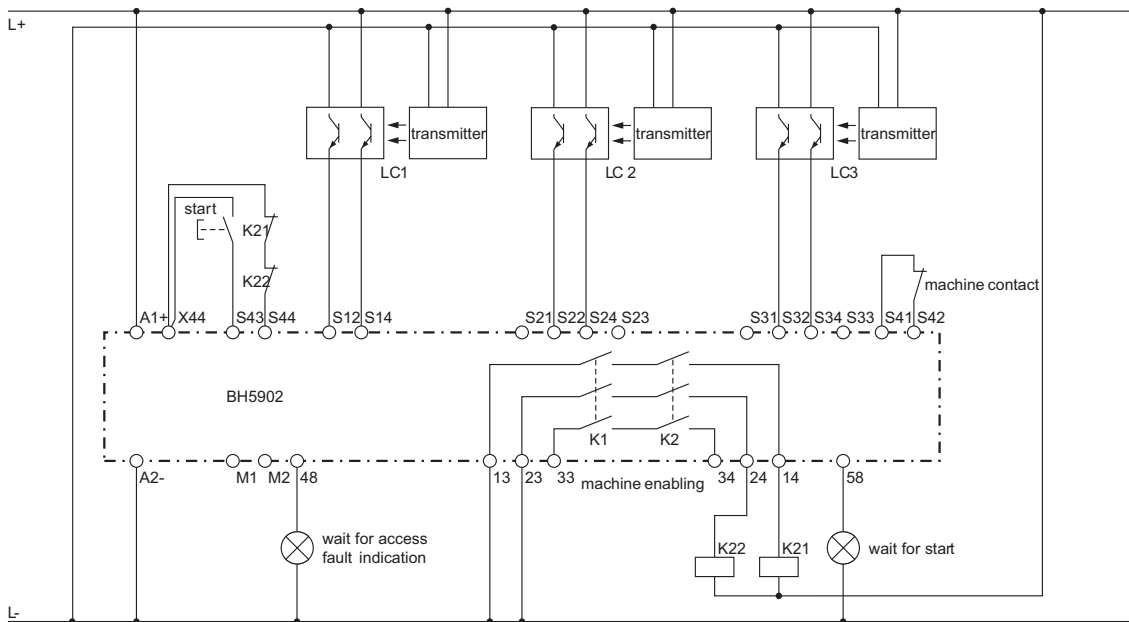 L+
transmitter
transmitter
transmitter
LC1
LC 2
LC3
start
K21
K22
machine contact
A1+
X44
S43
S44
S12
S14
S21
S22
S24
S23
S31
S32
S34
S33
S41
S42
BH5902
K1
K2
A2-
M1
M2
48
13
23
33
machine enabling
34
24
14
58
wait for access
fault indication
K22
K21
wait for start
L-